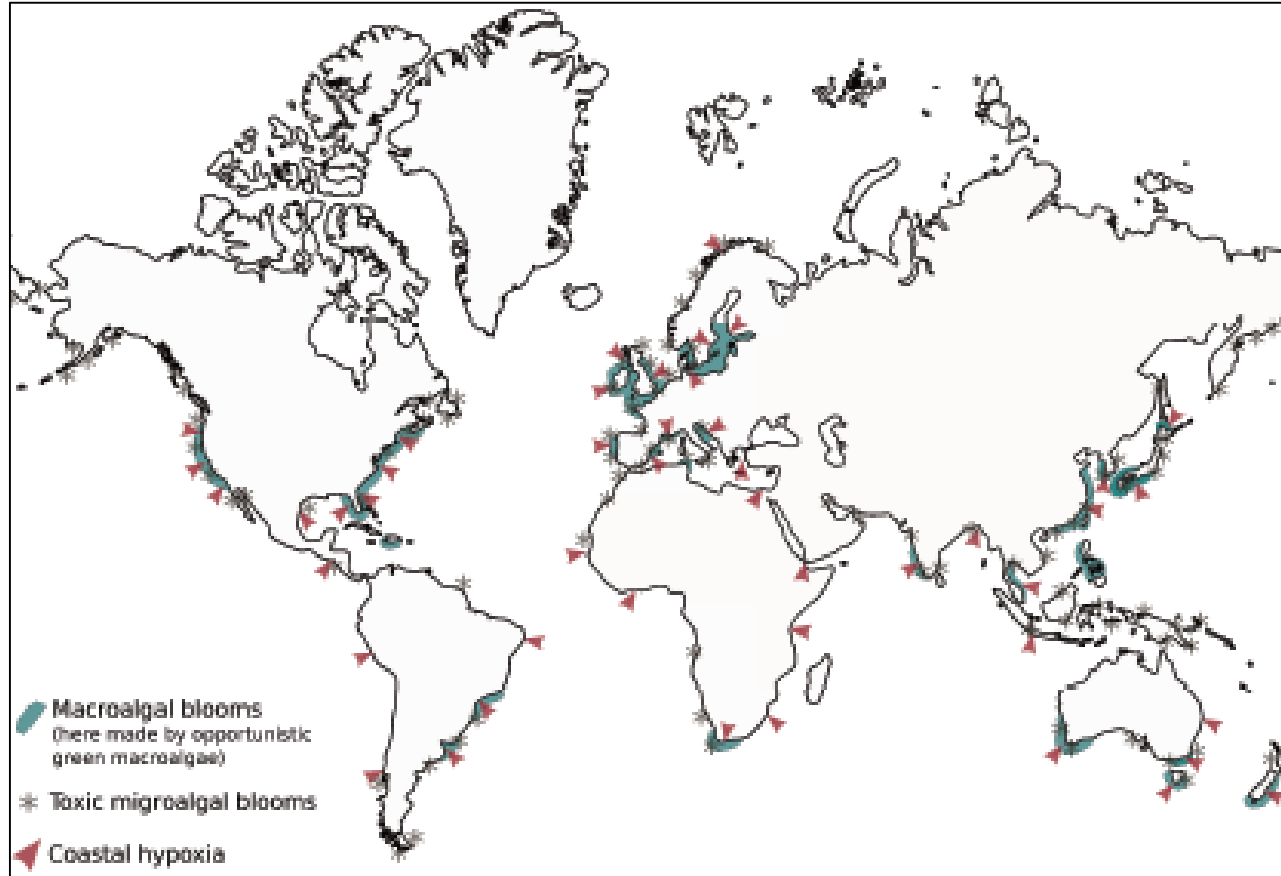 Macroalgal blooms
(here made by opportunistic
green macroalgae)
Toxic migroalgal blooms
Coastal hypoxia